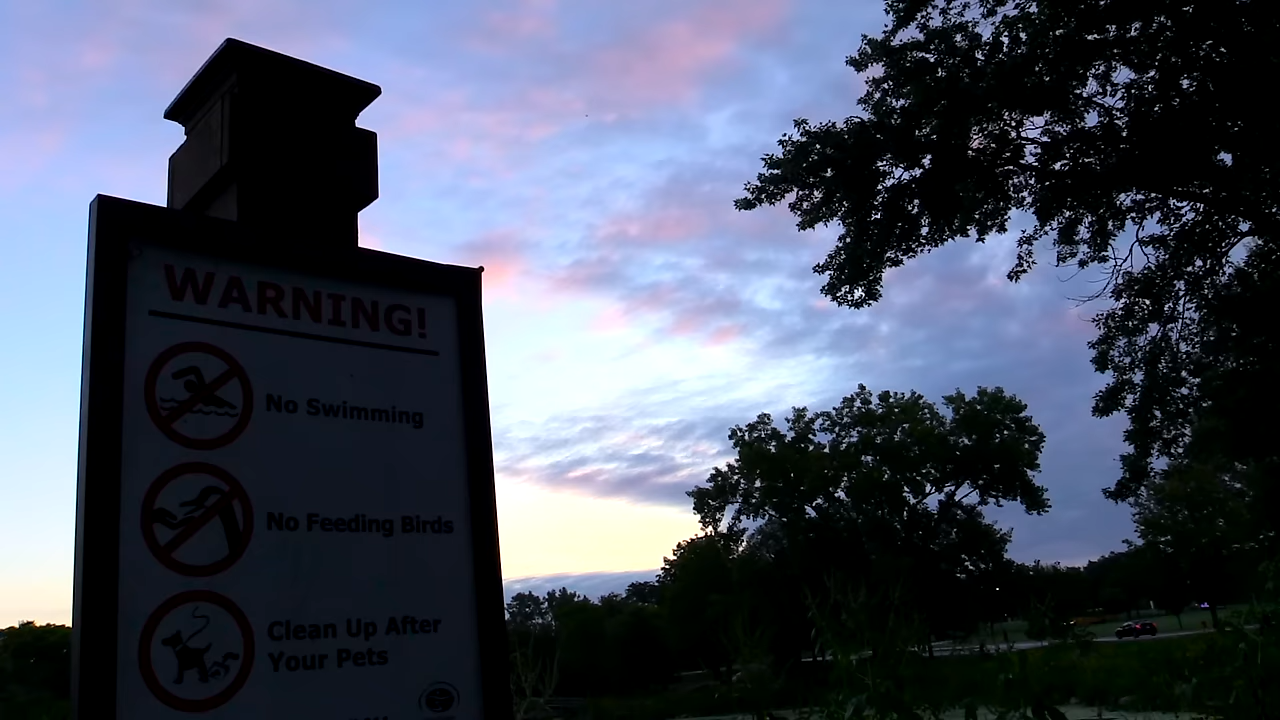 WARNING!
No Swimming
No Feeding Birds
Clean Up After
Your Pets